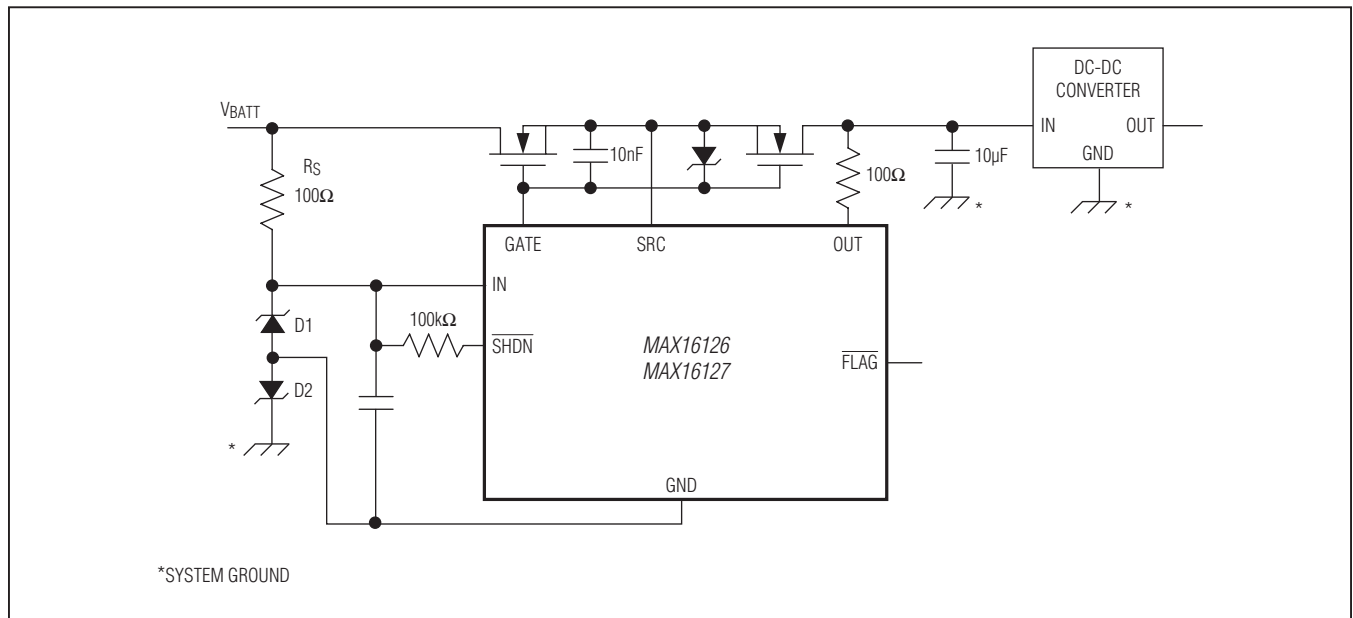 DC-DC
CONVERTER
IN
OUT
GND
*
VBATT
RS
100Ω
10nF
100Ω
10µF
*
GATE
SRC
OUT
IN
D1
100kΩ
SHDN
MAX16126
MAX16127
FLAG
D2
*
GND
*SYSTEM GROUND